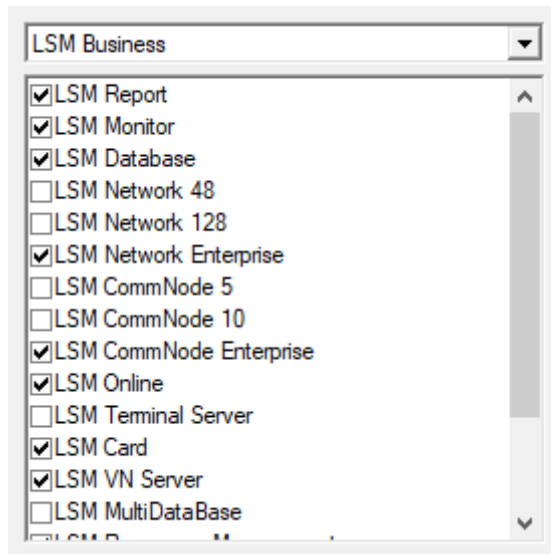 LSM Business
LSM Report
LSM Monitor
LSM Database
LSM Network 48
LSM Network 128
LSM Network Enterprise
LSM CommNode 5
LSM CommNode 10
LSM CommNode Enterprise
LSM Online
LSM Terminal Server
LSM Card
LSM VN Server
LSM MultiDataBase
LSM